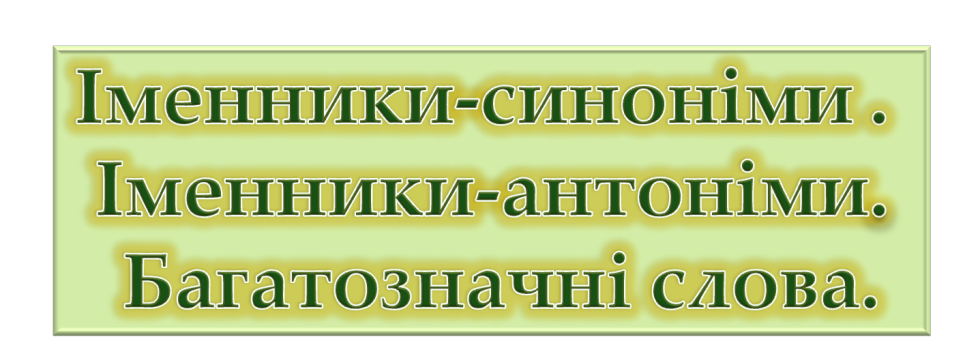 Іменники-синоніми .
Іменники-антоніми.
Багатозначні слова.